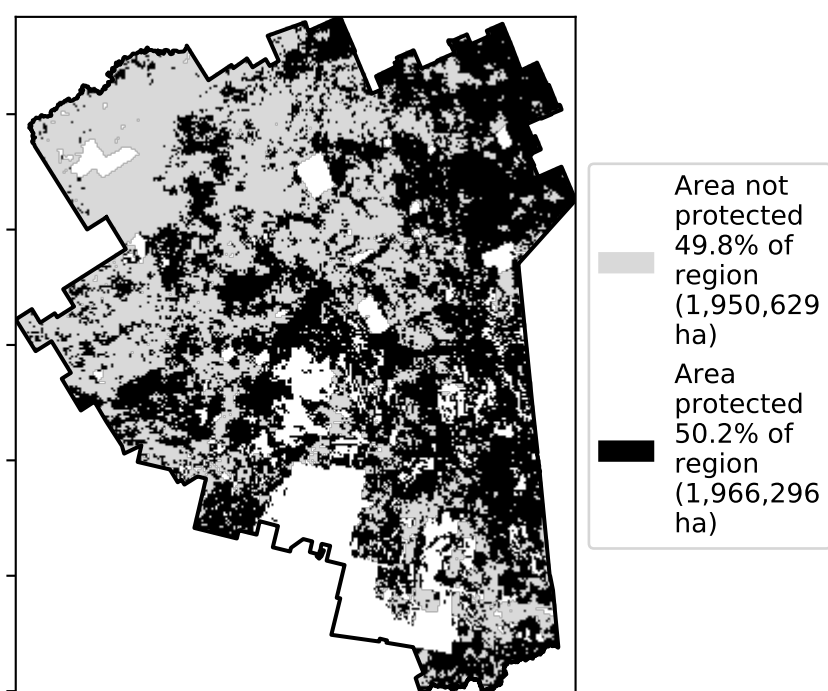 Area not
protected
49.8% of
region
(1,950,629
ha)
Area
protected
50.2% of
region
(1,966,296
ha)